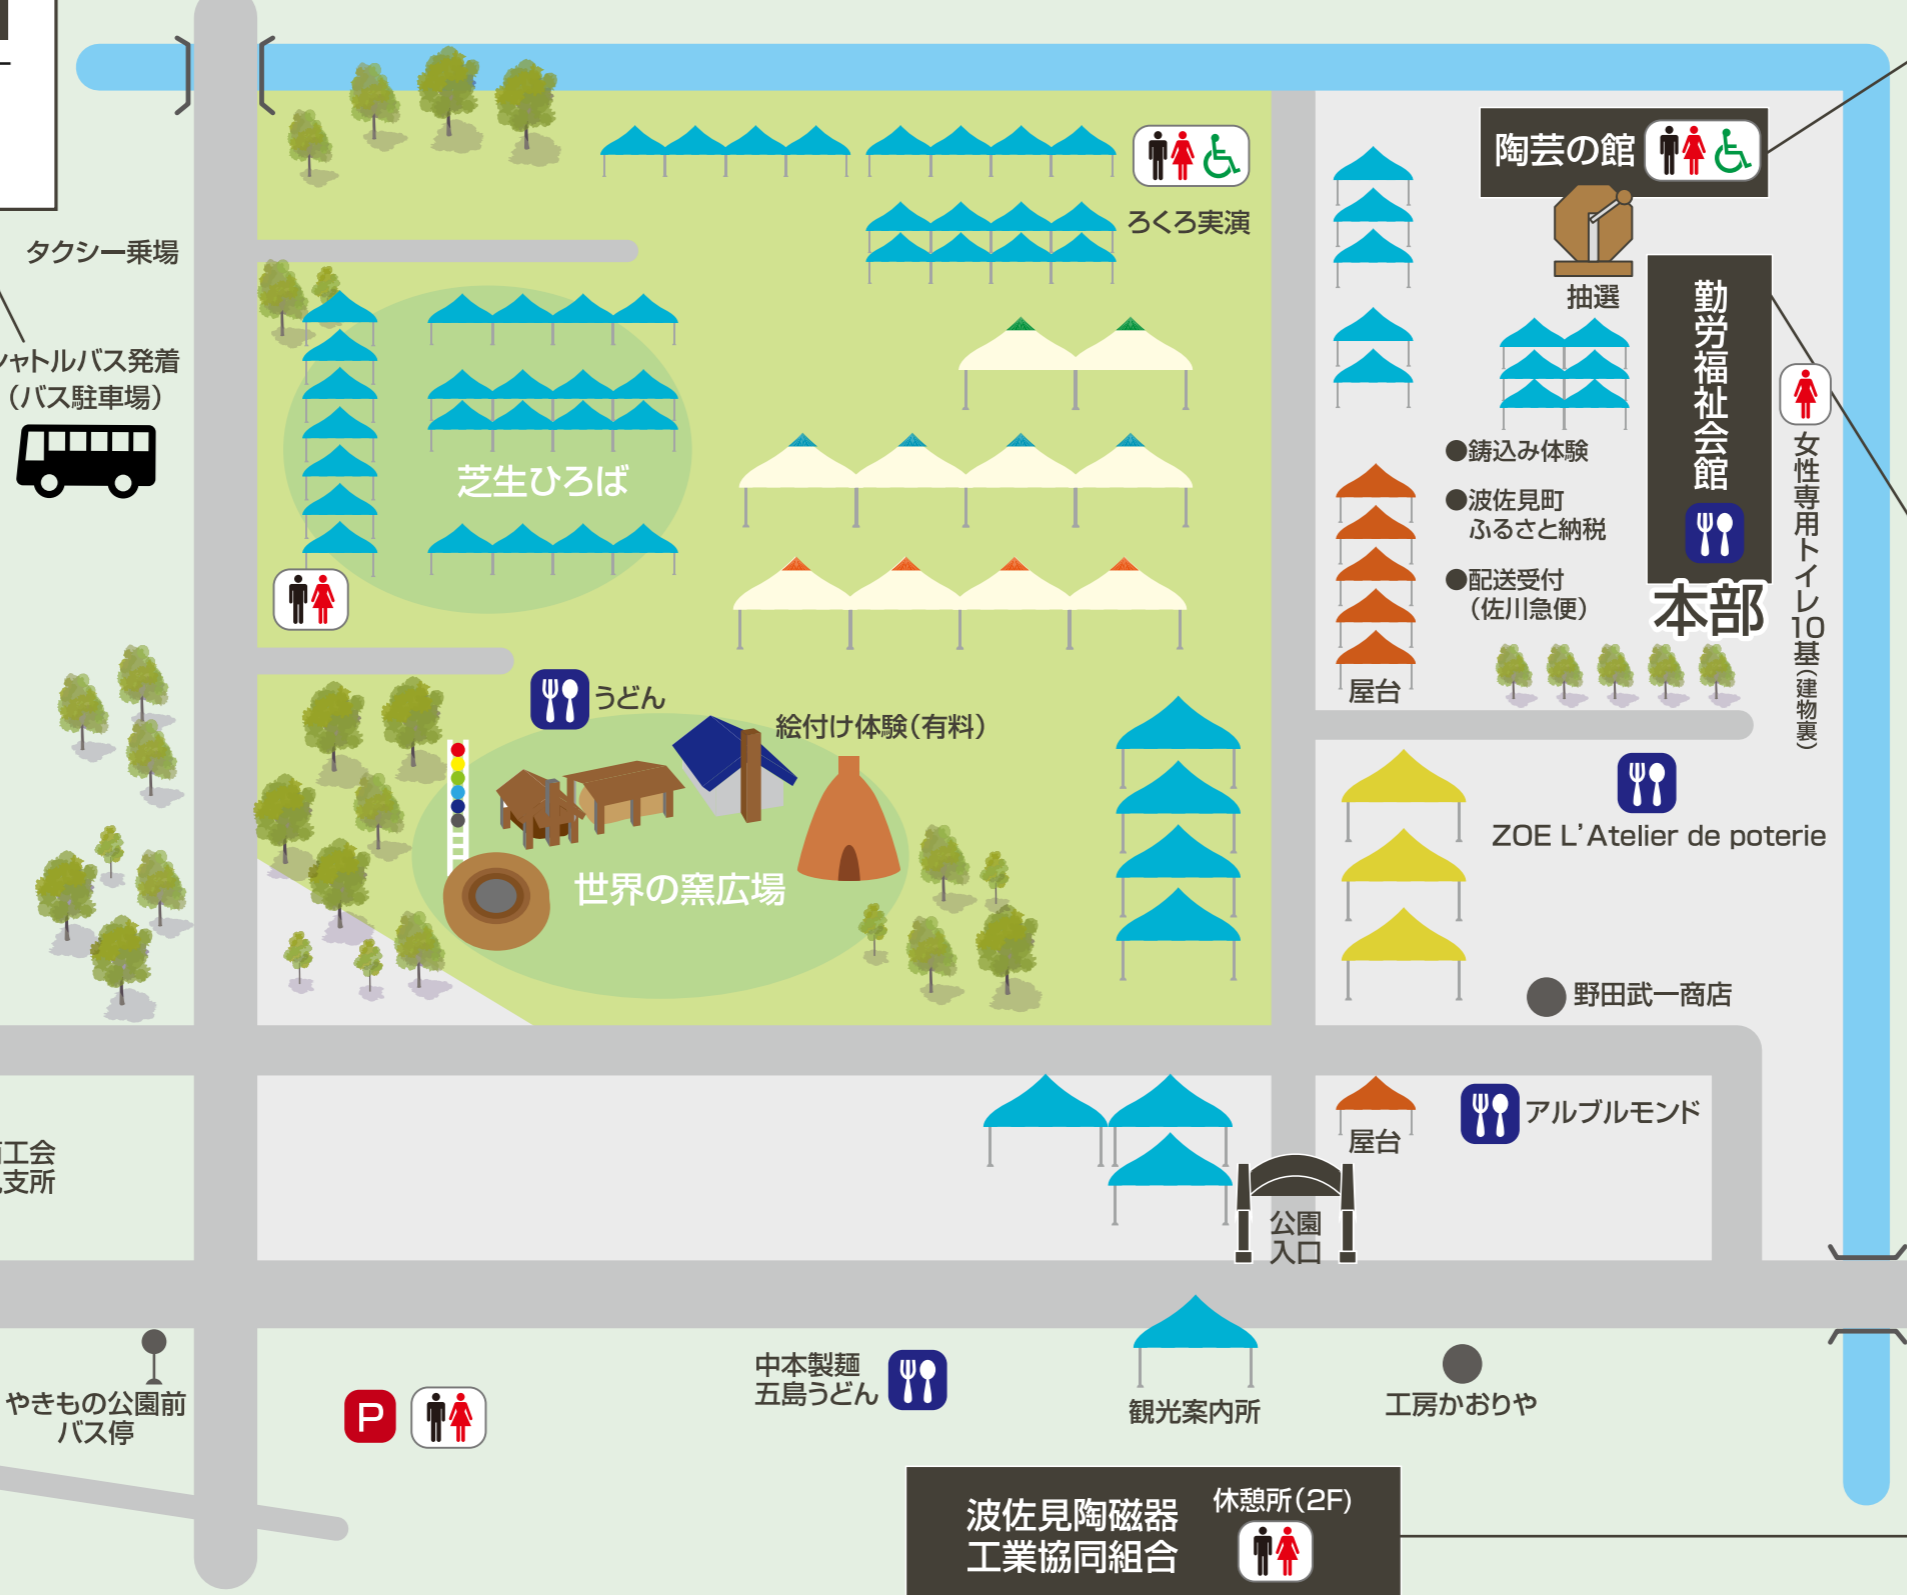 陶芸の館
ろくろ実演
タクシー乗場
抽選
勤労福祉会館
ャトルバス発着
（バス駐車場）
芝生ひろば
●鋳込み体験
●波佐見町
ふるさと納税
●配送受付
（佐川急便）
本部
女性専用トイレ10基（建物裏）
屋台
うどん
絵付け体験（有料）
ZOE L’Atelier de poterie
世界の窯広場
野田武一商店
屋台
アルブルモンド
工会
支所
公園
入口
やきもの公園前
バス停
P
中本製麺
五島うどん
観光案内所
工房かおりや
波佐見陶磁器
工業協同組合
休憩所（2F）